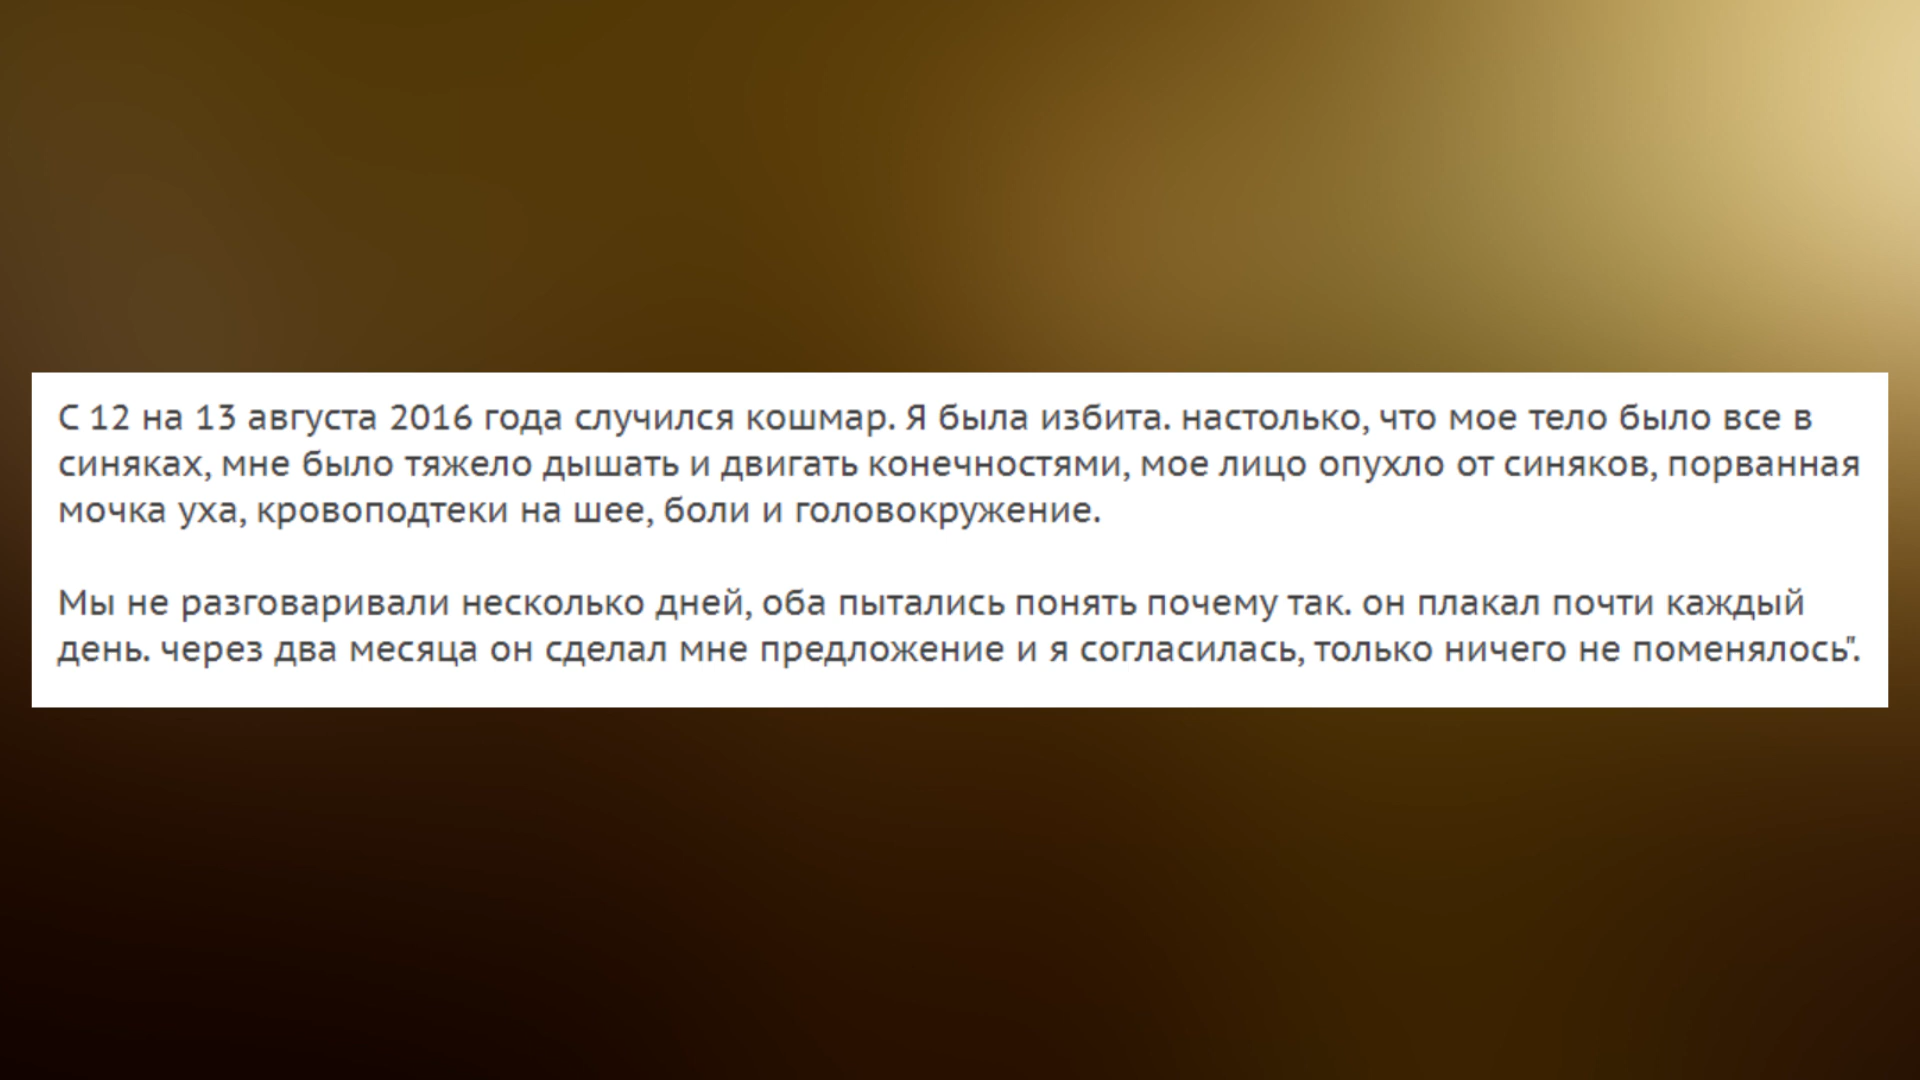 С 12 на 13 августа 2016 года случился кошмар. Я была избита. настолько, что мое тело было все в
синяках, мне было тяжело дышать и двигать конечностями, мое лицо опухло от синяков, порванная
мочка уха, кровоподтеки на шее, боли и головокружение.
Мы не разговаривали несколько дней, оба пытались понять почему так. он плакал почти каждый
день. через два месяца он сделал мне предложение и я согласилась, только ничего не поменялось".